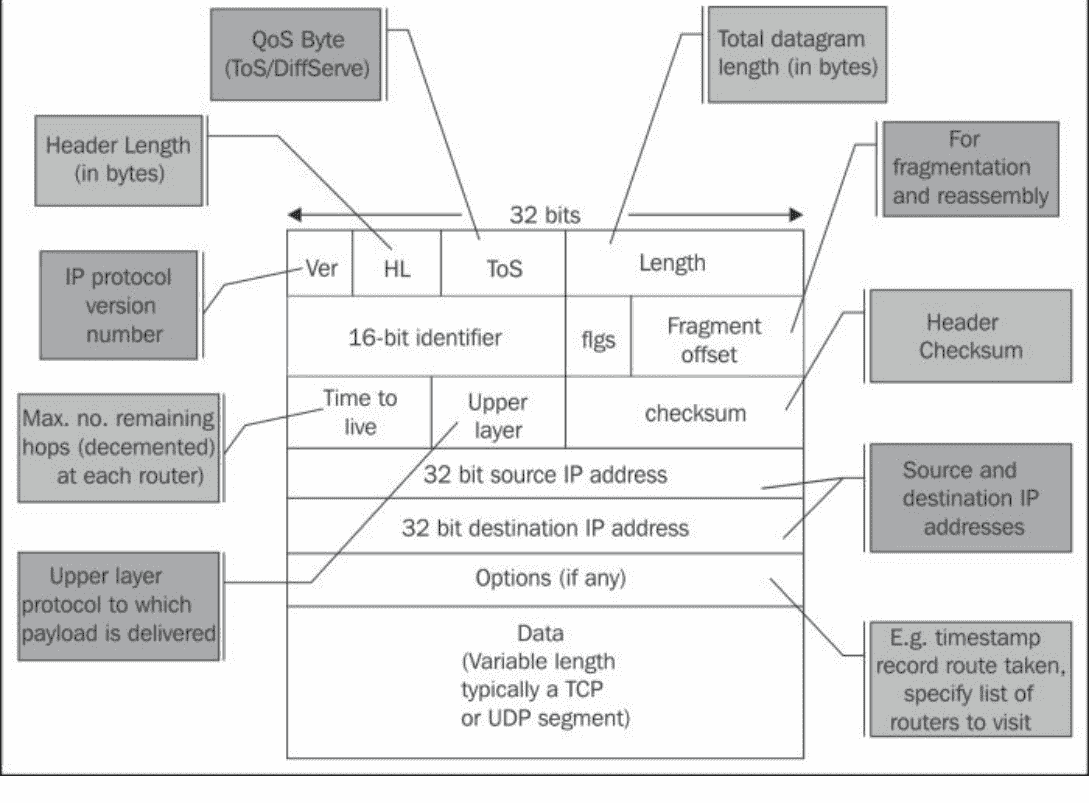 QoS Byte
(ToS/DiffServe)
Total datagram
length (in bytes)
Header Length
(in bytes)
For
fragmentation
and reassembly
32 bits
IP protocol
version
number
Ver
HL
ToS
Length
16-bit identifier
flgs
Fragment
offset
Header
Checksum
Max. no. remaining
hops (decemented)
at each router)
Time to
live
Upper
layer
checksum
32 bit source IP address
Source and
destination IP
addresses
32 bit destination IP address
Upper layer
protocol to which
payload is delivered
Options (if any)
Data
(Variable length
typically a TCP
or UDP segment)
E.g. timestamp
record route taken,
specify list of
routers to visit